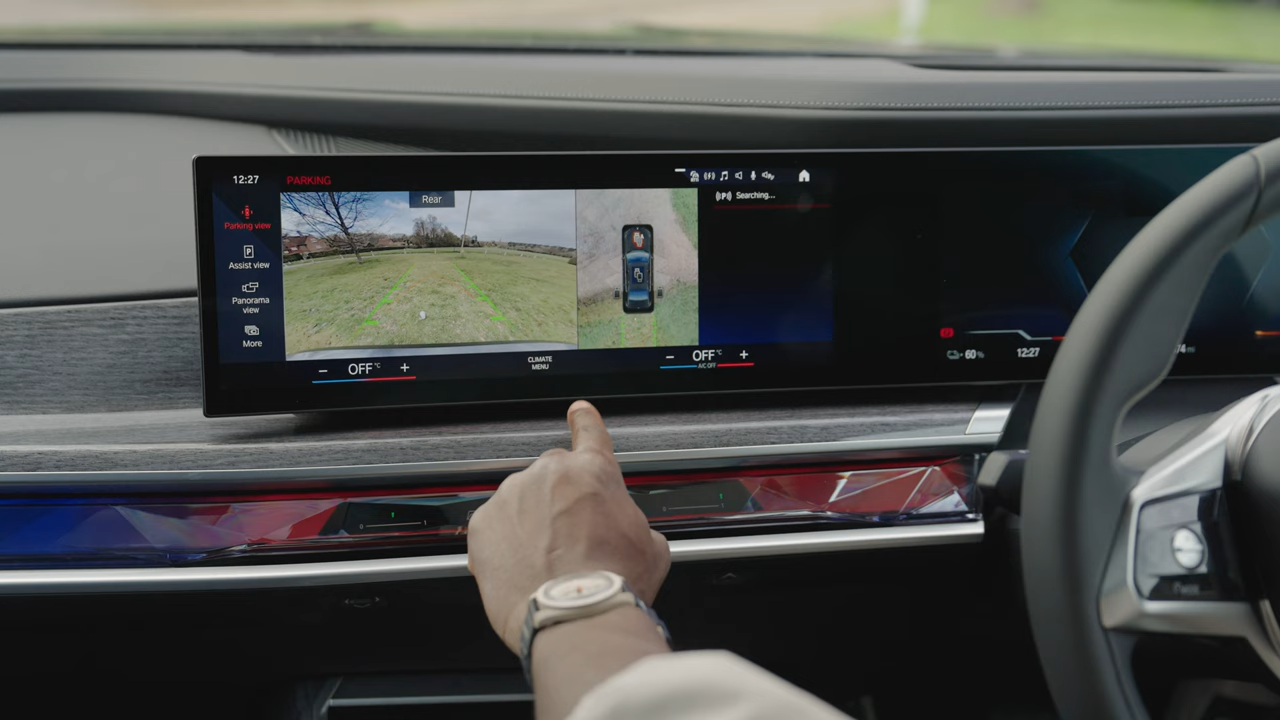 12:27
PARKING
Rear
Searching...
Parking view
Assist view
Panorama
view
More
− OFF °C +
CLIMATE
MENU
− OFF °C +
A/C OFF
60 %
12:27